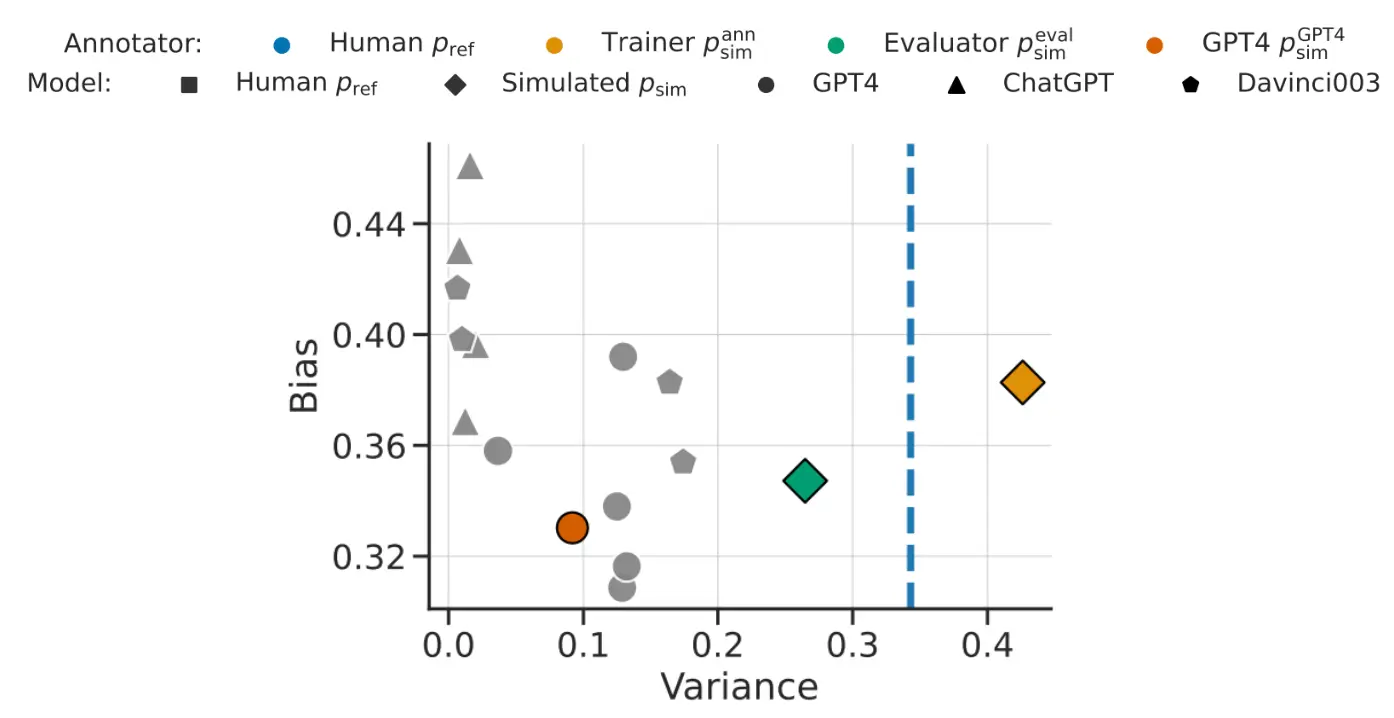 Annotator: Human p_ref Trainer p_sim^ann Evaluator p_sim^eval GPT4 p_sim^GPT4
Model: Human p_ref Simulated p_sim GPT4 ChatGPT Davinci003
0.44
0.40
0.36
0.32
Bias
0.0 0.1 0.2 0.3 0.4
Variance